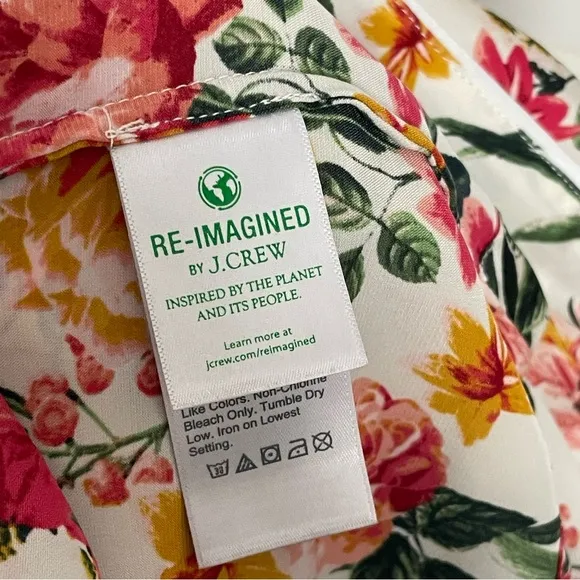 RE-IMAGINED
BY J.CREW
INSPIRED BY THE PLANET
AND ITS PEOPLE.
Learn more at
jcrew.com/reimagined
Like Colors. Non-Chlorine
Bleach Only. Tumble Dry
Low. Iron on Lowest
Setting.
30